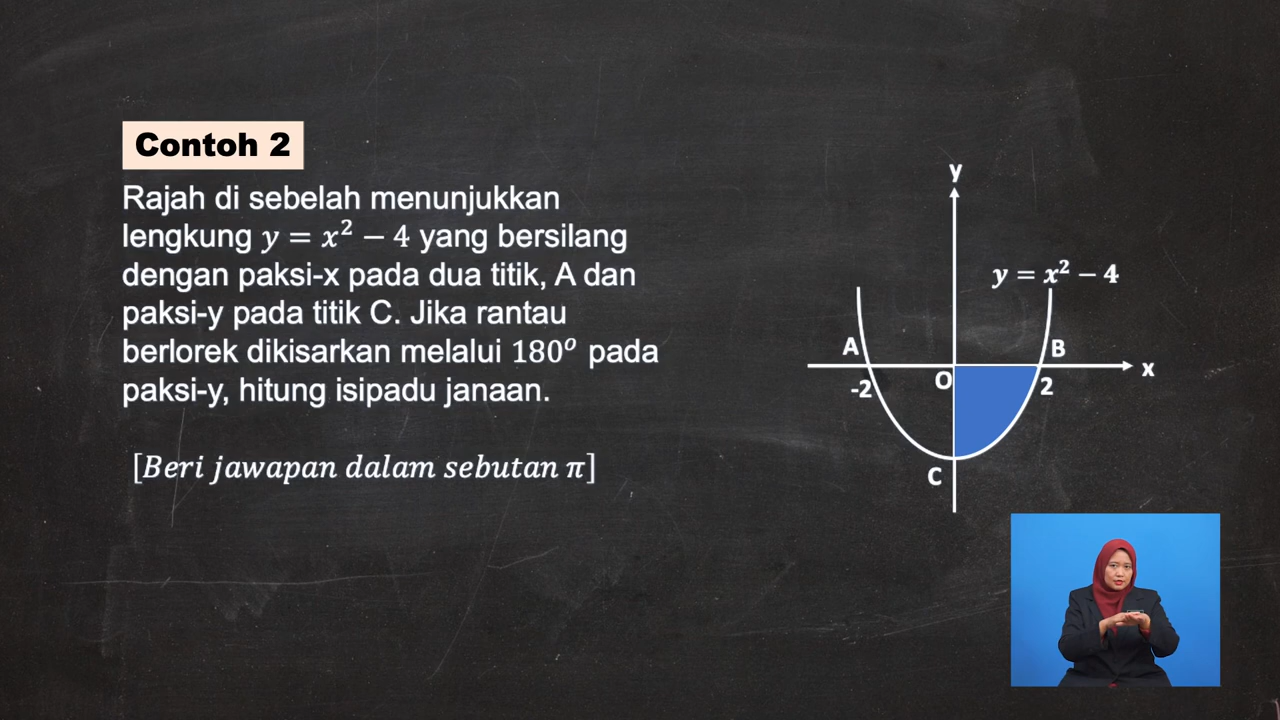 Contoh 2
Rajah di sebelah menunjukkan
lengkung y = x² − 4 yang bersilang
dengan paksi-x pada dua titik, A dan
paksi-y pada titik C. Jika rantau
berlorek dikisarkan melalui 180° pada
paksi-y, hitung isipadu janaan.
[Beri jawapan dalam sebutan π]
y
y = x² − 4
A
B
x
-2
O
2
C